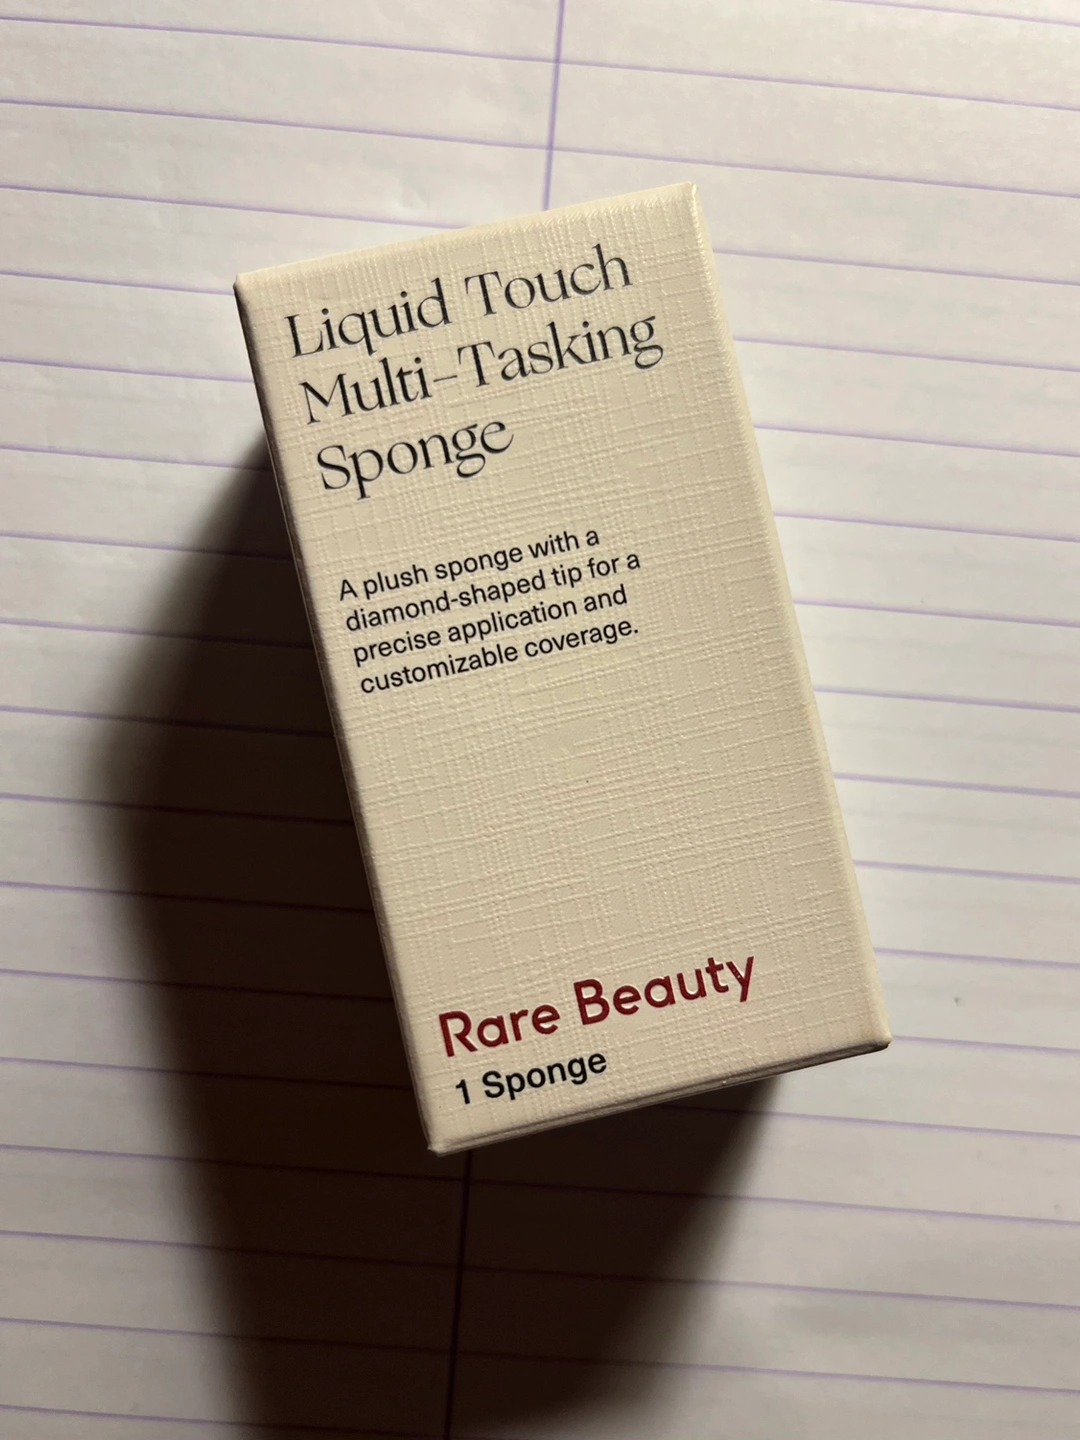 Liquid Touch
Multi-Tasking
Sponge
A plush sponge with a
diamond-shaped tip for a
precise application and
customizable coverage.
Rare Beauty
1 Sponge